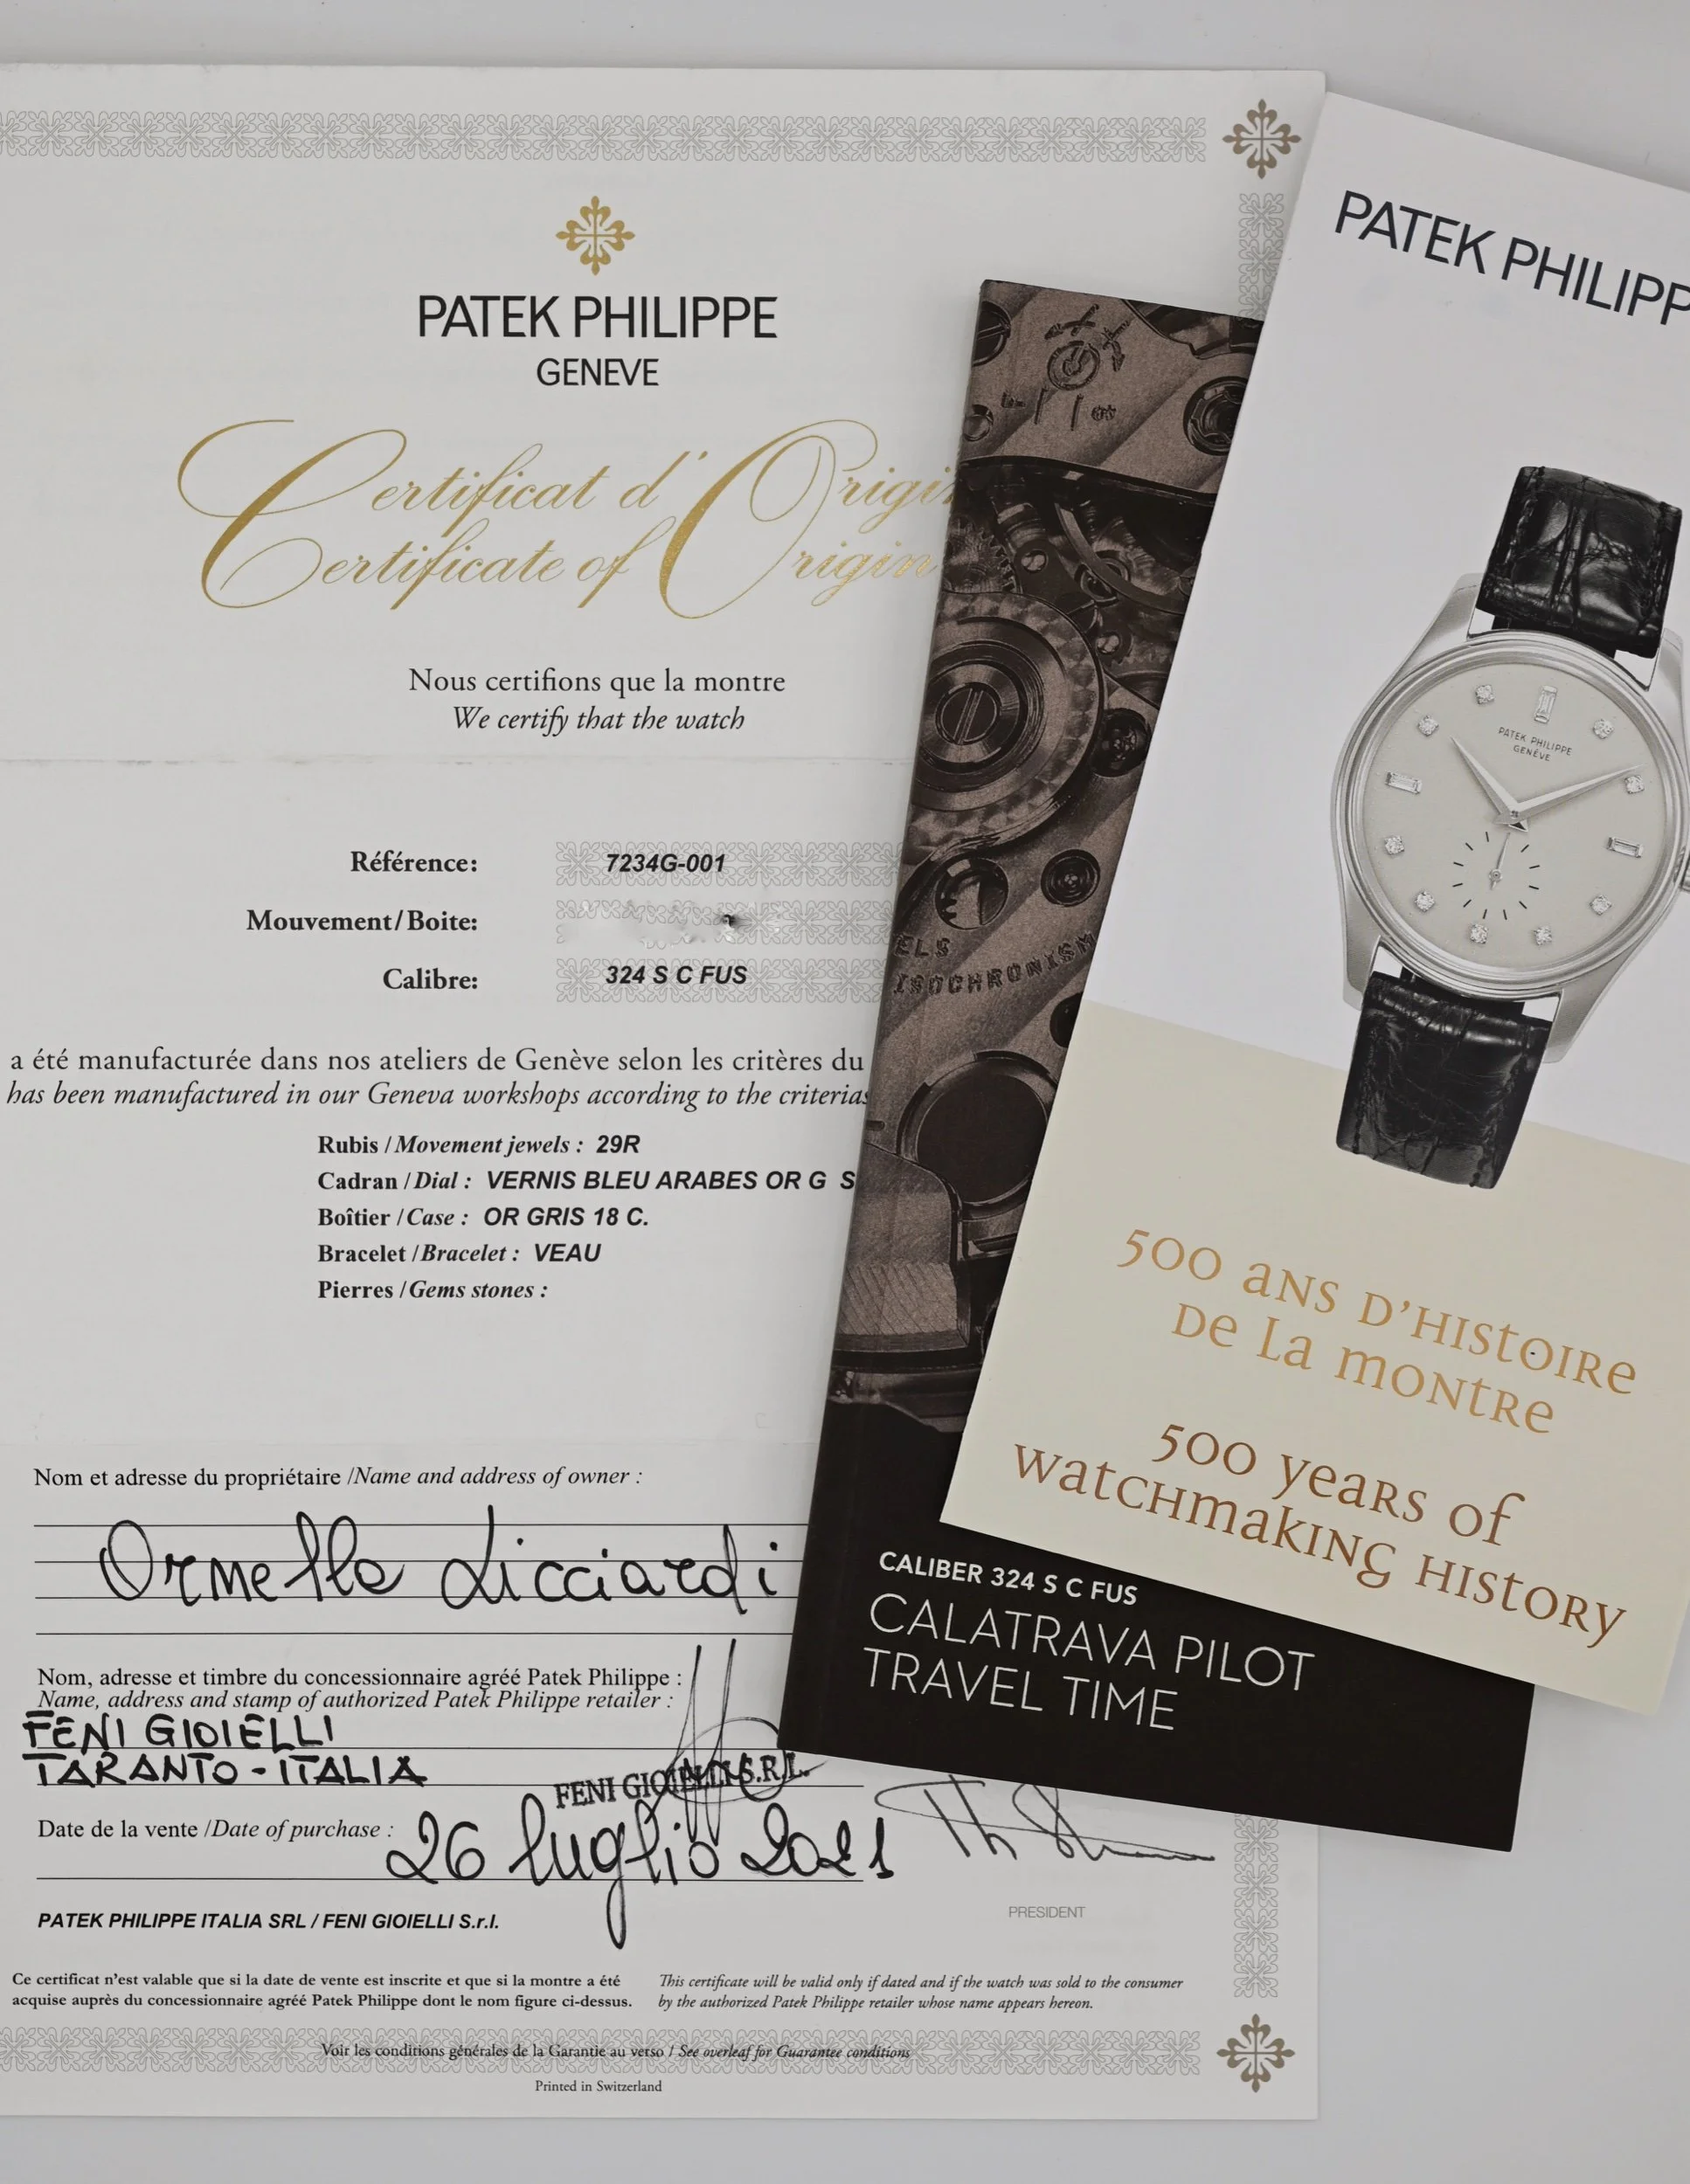 PATEK PHILIPPE
GENEVE
Certificat d'Origin
Certificate of Origin
Nous certifions que la montre
We certify that the watch
Référence: 7234G-001
Mouvement/Boite:
Calibre: 324 S C FUS
a été manufacturée dans nos ateliers de Genève selon les critères du
has been manufactured in our Geneva workshops according to the criterias
Rubis / Movement jewels : 29R
Cadran / Dial : VERNIS BLEU ARABES OR G S
Boîtier / Case : OR GRIS 18 C.
Bracelet / Bracelet : VEAU
Pierres / Gems stones :
Nom et adresse du propriétaire /Name and address of owner :
Ornella Licciardi
Nom, adresse et timbre du concessionnaire agréé Patek Philippe :
Name, address and stamp of authorized Patek Philippe retailer :
FENI GIOIELLI
TARANTO - ITALIA
FENI GIOIELLI S.R.L.
Date de la vente /Date of purchase : 26 luglio 2021
PRESIDENT
PATEK PHILIPPE ITALIA SRL / FENI GIOIELLI S.r.l.
Ce certificat n'est valable que si la date de vente est inscrite et que si la montre a été
acquise auprès du concessionnaire agréé Patek Philippe dont le nom figure ci-dessus.
This certificate will be valid only if dated and if the watch was sold to the consumer
by the authorized Patek Philippe retailer whose name appears hereon.
Voir les conditions générales de la Garantie au verso / See overleaf for Guarantee conditions
Printed in Switzerland
ELS
ISOCHRONISM
CALIBER 324 S C FUS
CALATRAVA PILOT
TRAVEL TIME
PATEK PHILIPP
PATEK PHILIPPE
GENÈVE
500 ANS D'HISTOIRE
DE LA MONTRE
500 YEARS OF
WATCHMAKING HISTORY